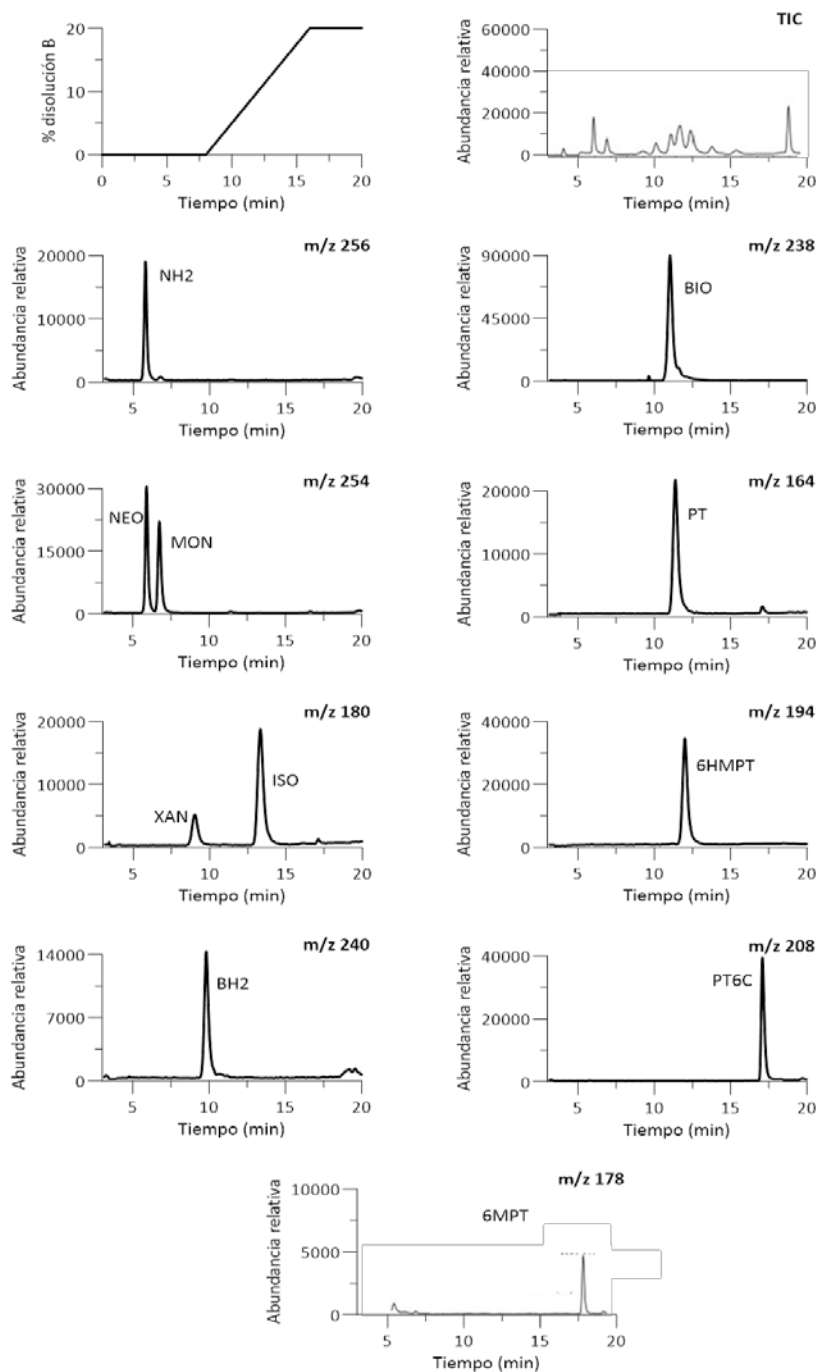 TIC
% disolución B
20
10
0
0 5 10 15 20
Tiempo (min)
Abundancia relativa
60000
40000
20000
0
5 10 15 20
Tiempo (min)
m/z 256
Abundancia relativa
20000
10000
0
NH2
5 10 15 20
Tiempo (min)
m/z 238
Abundancia relativa
90000
45000
0
BIO
5 10 15 20
Tiempo (min)
m/z 254
Abundancia relativa
30000
15000
0
NEO
MON
5 10 15 20
Tiempo (min)
m/z 164
Abundancia relativa
20000
10000
0
PT
5 10 15 20
Tiempo (min)
m/z 180
Abundancia relativa
20000
10000
0
XAN
ISO
5 10 15 20
Tiempo (min)
m/z 194
Abundancia relativa
40000
20000
0
6HMPT
5 10 15 20
Tiempo (min)
m/z 240
Abundancia relativa
14000
7000
0
BH2
5 10 15 20
Tiempo (min)
m/z 208
Abundancia relativa
40000
20000
0
PT6C
5 10 15 20
Tiempo (min)
m/z 178
Abundancia relativa
10000
5000
0
6MPT
5 10 15 20
Tiempo (min)